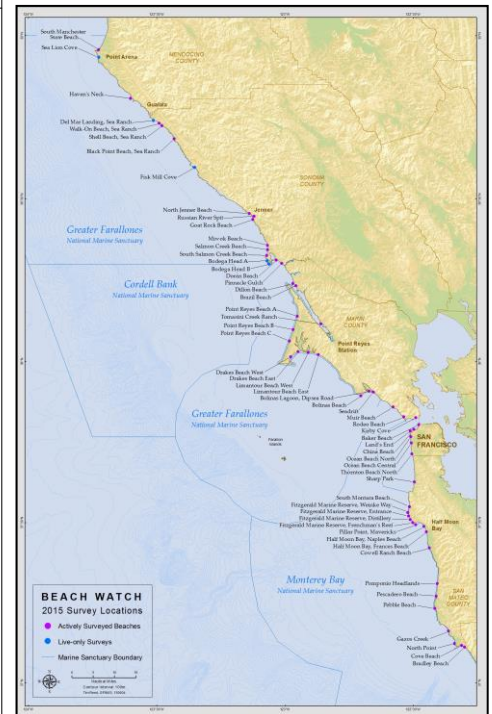 South Manchester
State Beach
Sea Lion Cove
Point Arena
MENDOCINO
COUNTY
Haven's Neck
Gualala
Del Mar Landing, Sea Ranch
Walk-On Beach, Sea Ranch
Shell Beach, Sea Ranch
Black Point Beach, Sea Ranch
Fisk Mill Cove
SONOMA
COUNTY
North Jenner Beach
Jenner
Russian River Spit
Goat Rock Beach
Greater Farallones
National Marine Sanctuary
Miwok Beach
Salmon Creek Beach
South Salmon Creek Beach
Bodega Head A
Bodega Head B
Doran Beach
Pinnacle Gulch
Dillon Beach
Brazil Beach
Cordell Bank
National Marine Sanctuary
MARIN
COUNTY
Point Reyes Beach A
Tomasini Creek Ranch
Point Reyes Beach B
Point Reyes Beach C
Point Reyes
Station
Drakes Beach West
Drakes Beach East
Limantour Beach West
Limantour Beach East
Bolinas Lagoon, Dipsea Road
Bolinas Beach
Seadrift
Muir Beach
Rodeo Beach
Kirby Cove
Baker Beach
Land's End
China Beach
Ocean Beach North
Ocean Beach Central
Thornton Beach North
Sharp Park
SAN
FRANCISCO
Greater Farallones
National Marine Sanctuary
Farallon
Islands
South Montara Beach
Fitzgerald Marine Reserve, Wienke Way
Fitzgerald Marine Reserve, Entrance
Fitzgerald Marine Reserve, Distillery
Fitzgerald Marine Reserve, Frenchman's Reef
Pillar Point, Mavericks
Half Moon Bay, Naples Beach
Half Moon Bay, Francis Beach
Cowell Ranch Beach
Half Moon
Bay
Monterey Bay
National Marine Sanctuary
Pomponio Headlands
Pescadero Beach
Pebble Beach
SAN
MATEO
COUNTY
Gazos Creek
North Point
Cove Beach
Bradley Beach
BEACH WATCH
2015 Survey Locations
Actively Surveyed Beaches
Live-only Surveys
Marine Sanctuary Boundary